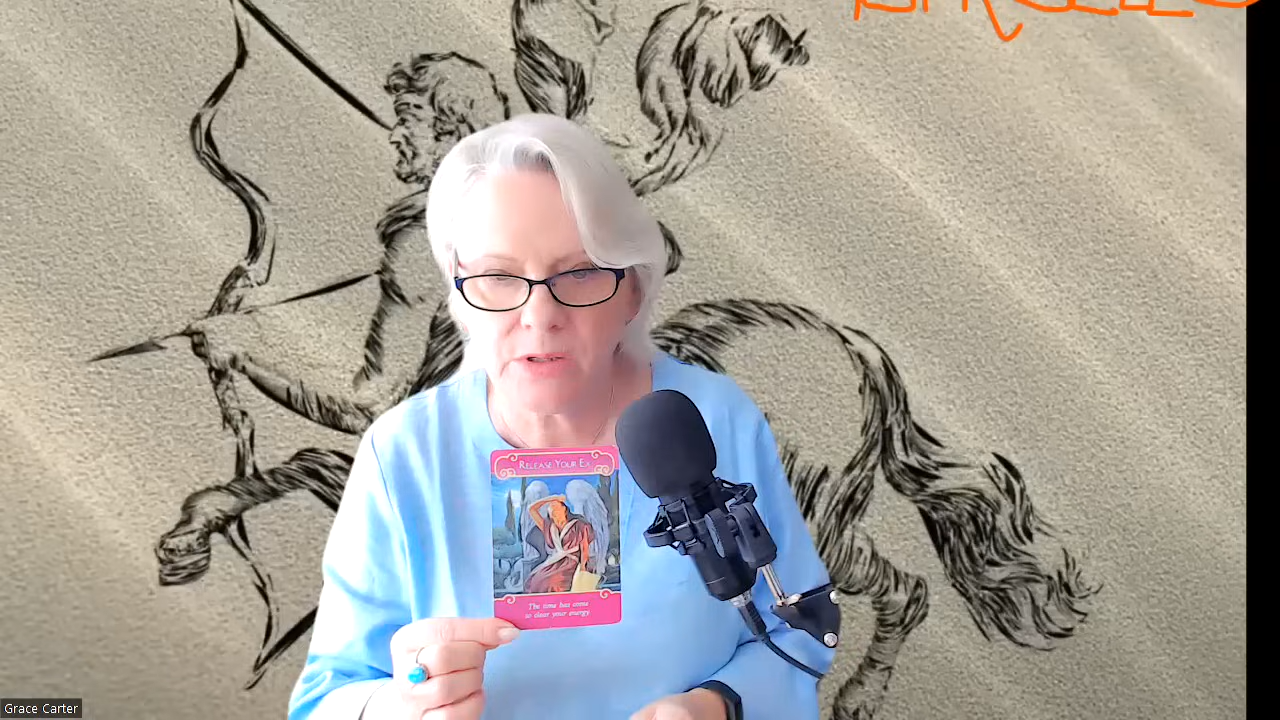 RELEASE YOUR EX
The time has come
to clear your energy
Grace Carter